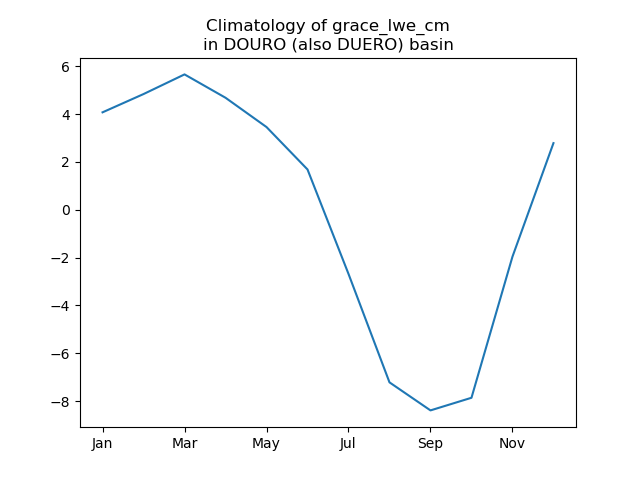 Climatology of grace_lwe_cm
in DOURO (also DUERO) basin
6
4
2
0
−2
−4
−6
−8
Jan Mar May Jul Sep Nov